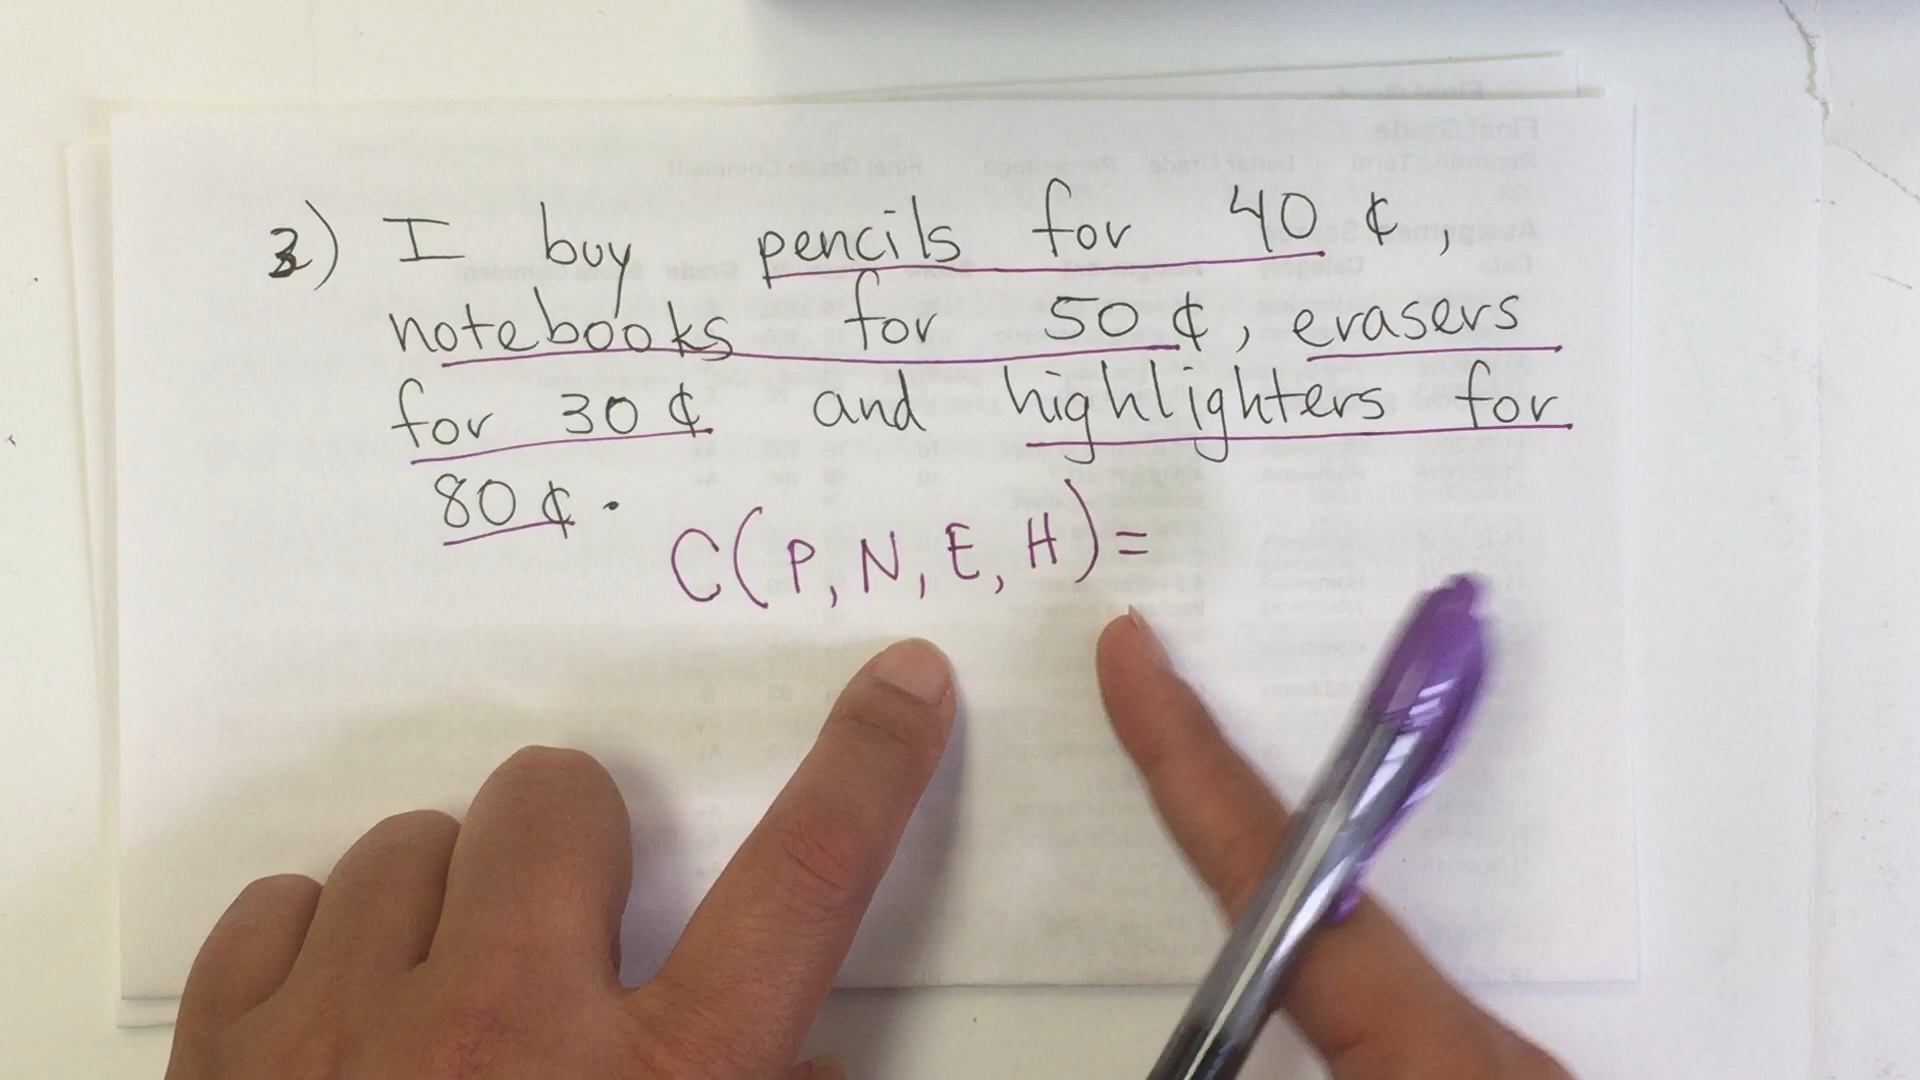 3) I buy pencils for 40 ¢,
notebooks for 50 ¢, erasers
for 30 ¢ and highlighters for
80 ¢.
C(P, N, E, H)=